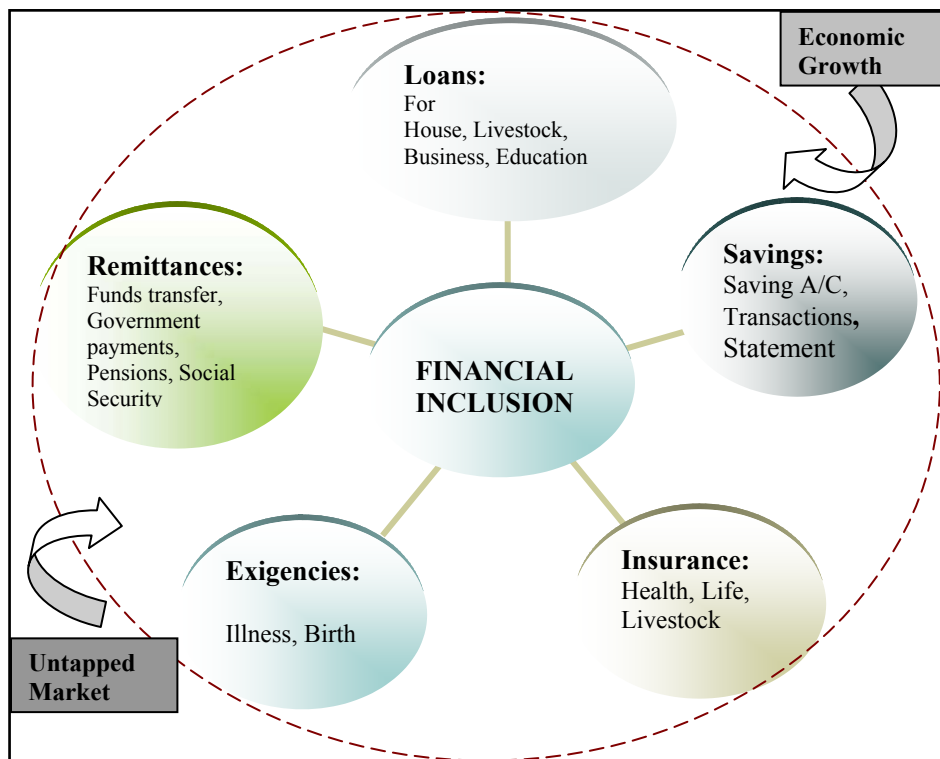 Economic
Growth
Loans:
For
House, Livestock,
Business, Education
Remittances:
Funds transfer,
Government
payments,
Pensions, Social
Security
Savings:
Saving A/C,
Transactions,
Statement
FINANCIAL
INCLUSION
Exigencies:
Illness, Birth
Insurance:
Health, Life,
Livestock
Untapped
Market